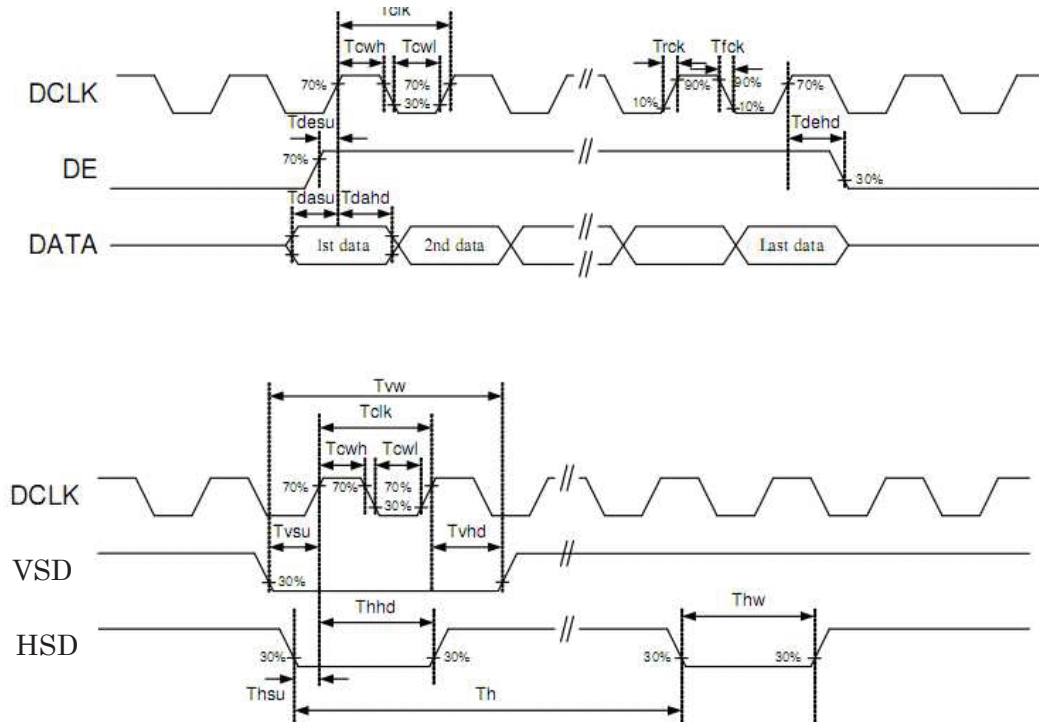 Tclk
Tcwh Tcwl Trck Tfck
DCLK 70% 70% 30% 10% 90% 90% 10% 70%
Tdesu Tdehd
DE 70% 30%
Tdasu Tdahd
DATA 1st data 2nd data // Last data
Tvw
Tclk
Tcwh Tcwl
DCLK 70% 70% 70% 30% //
Tvsu Tvhd
VSD 30% //
Thhd Thw
HSD 30% 30% // 30% 30%
Thsu Th